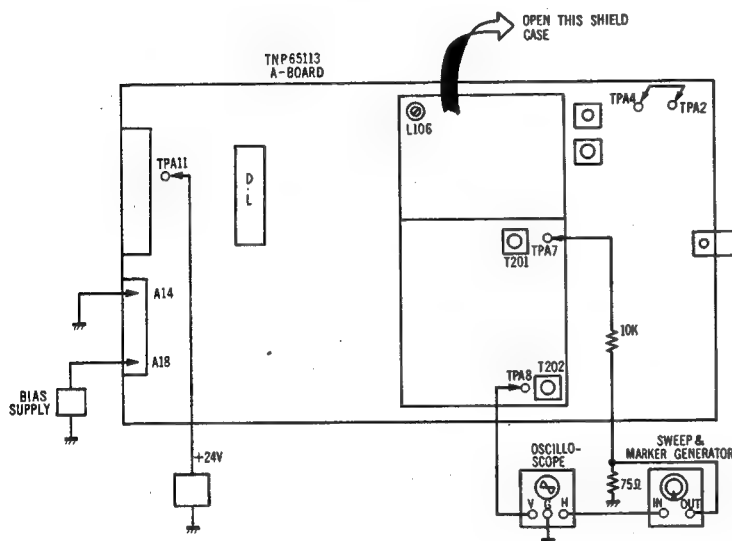 OPEN THIS SHIELD
CASE
TNP65113
A-BOARD
TPA4
TPA2
L106
TPA11
D.L
T201
TPA7
A14
10K
A18
TPA8
T202
BIAS
SUPPLY
+24V
OSCILLO-
SCOPE
SWEEP &
MARKER GENERATOR
75Ω
V G H
IN OUT